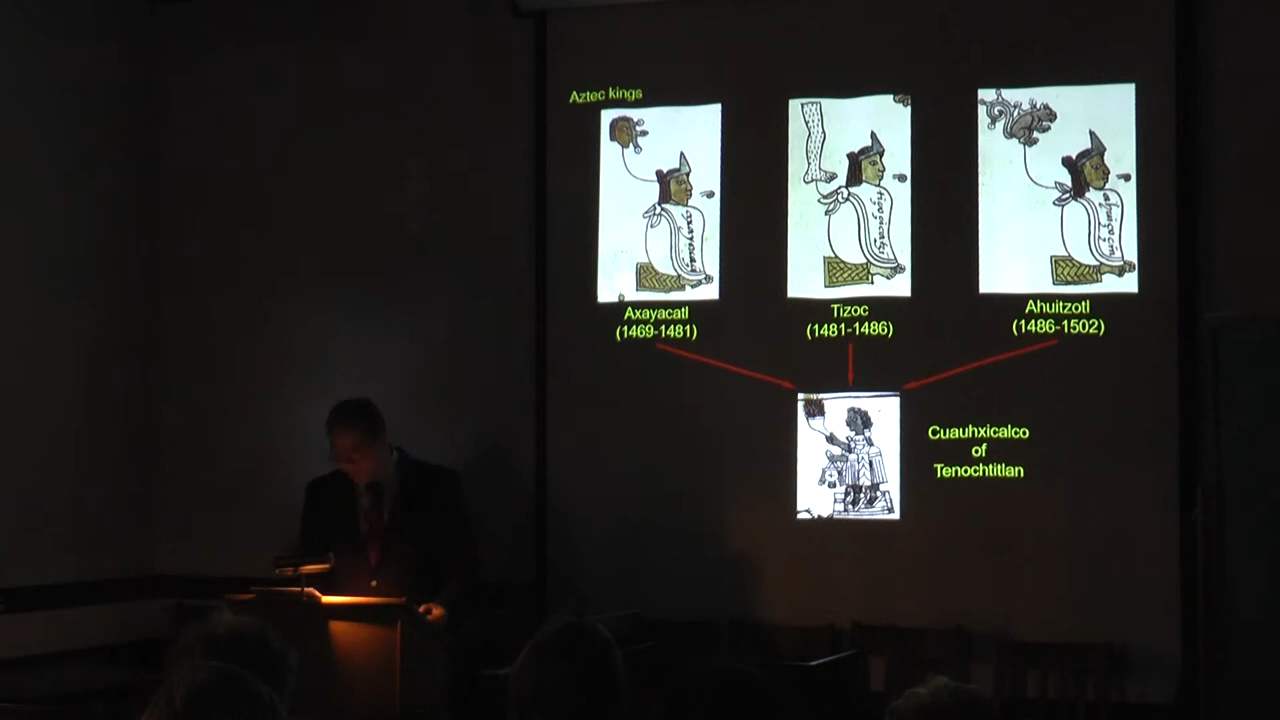 Aztec kings
Axayacatl
(1469-1481)
Tizoc
(1481-1486)
Ahuitzotl
(1486-1502)
Cuauhxicalco
of
Tenochtitlan